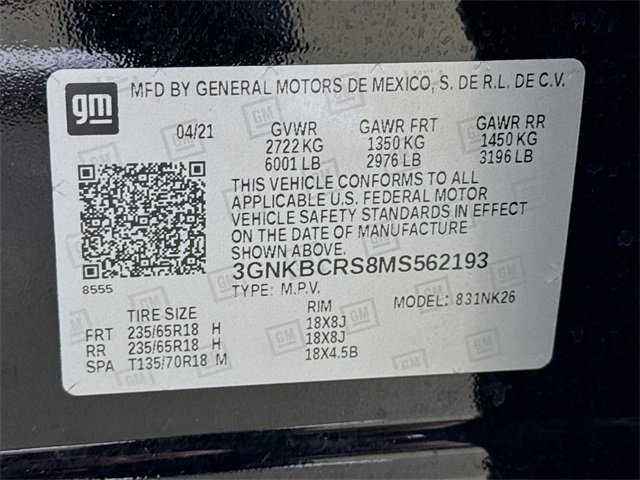 gm MFD BY GENERAL MOTORS DE MEXICO, S. DE R.L. DE C.V.
04/21 GVWR GAWR FRT GAWR RR
2722 KG 1350 KG 1450 KG
6001 LB 2976 LB 3196 LB
THIS VEHICLE CONFORMS TO ALL
APPLICABLE U.S. FEDERAL MOTOR
VEHICLE SAFETY STANDARDS IN EFFECT
ON THE DATE OF MANUFACTURE
SHOWN ABOVE.
3GNKBCRS8MS562193
8555 TYPE: M.P.V. MODEL: 831NK26
TIRE SIZE RIM
FRT 235/65R18 H 18X8J
RR 235/65R18 H 18X8J
SPA T135/70R18 M 18X4.5B